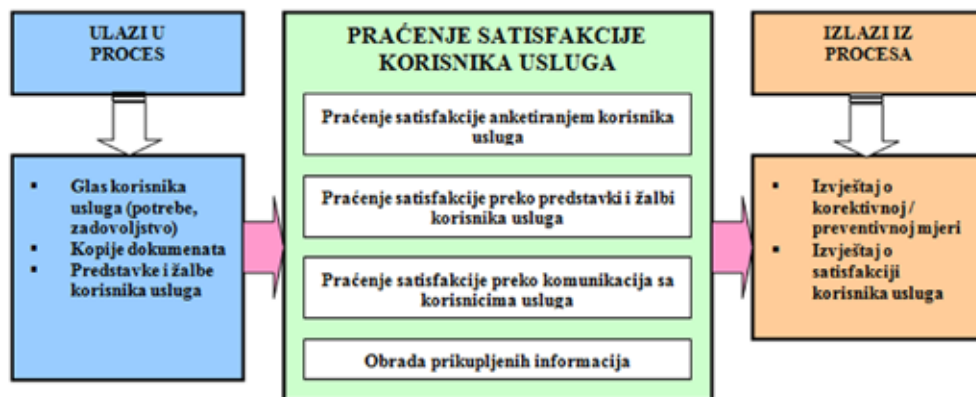 ULAZI U
PROCES
▪ Glas korisnika
usluga (potrebe,
zadovoljstvo)
▪ Kopije dokumenata
▪ Predstavke i žalbe
korisnika usluga
PRAĆENJE SATISFAKCIJE
KORISNIKA USLUGA
Praćenje satisfakcije anketiranjem korisnika
usluga
Praćenje satisfakcije preko predstavki i žalbi
korisnika usluga
Praćenje satisfakcije preko komunikacija sa
korisnicima usluga
Obrada prikupljenih informacija
IZLAZI IZ
PROCESA
▪ Izvještaj o
korektivnoj /
preventivnoj mjeri
▪ Izvještaj o
satisfakciji
korisnika usluga